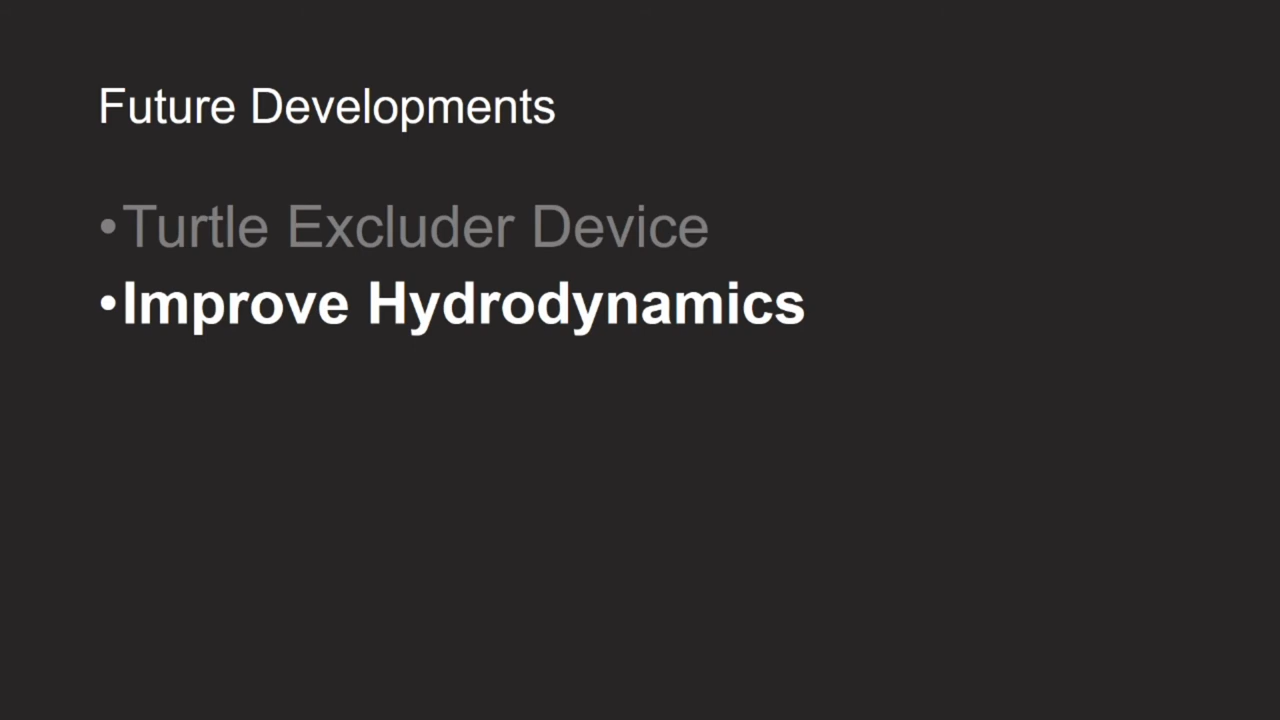 Future Developments
•Turtle Excluder Device
•Improve Hydrodynamics